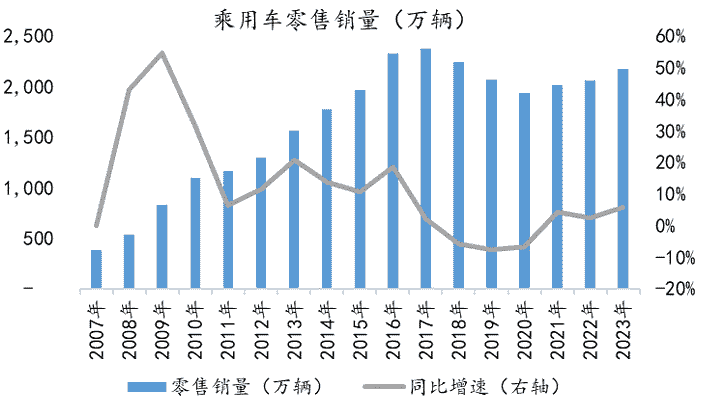 乘用车零售销量（万辆）
2,500
2,000
1,500
1,000
500
–
60%
50%
40%
30%
20%
10%
0%
-10%
-20%
2007年
2008年
2009年
2010年
2011年
2012年
2013年
2014年
2015年
2016年
2017年
2018年
2019年
2020年
2021年
2022年
2023年
零售销量（万辆） 同比增速（右轴）